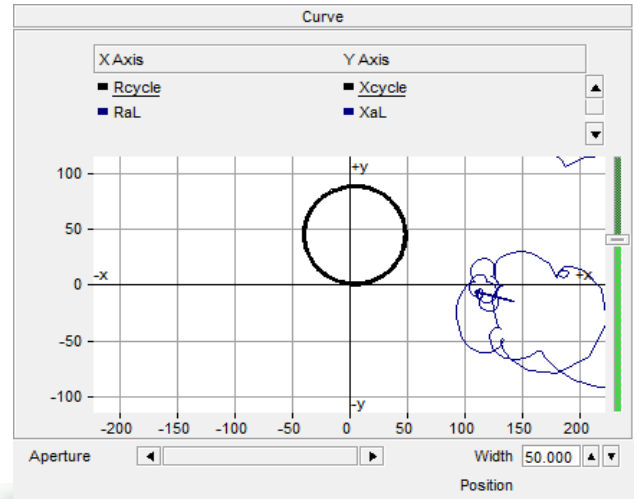 Curve
X Axis Y Axis
Rcycle Xcycle
RaL XaL
+y
100
50
-x +x
0
-50
-100
-y
-200 -150 -100 -50 0 50 100 150 200
Aperture Width 50.000
Position